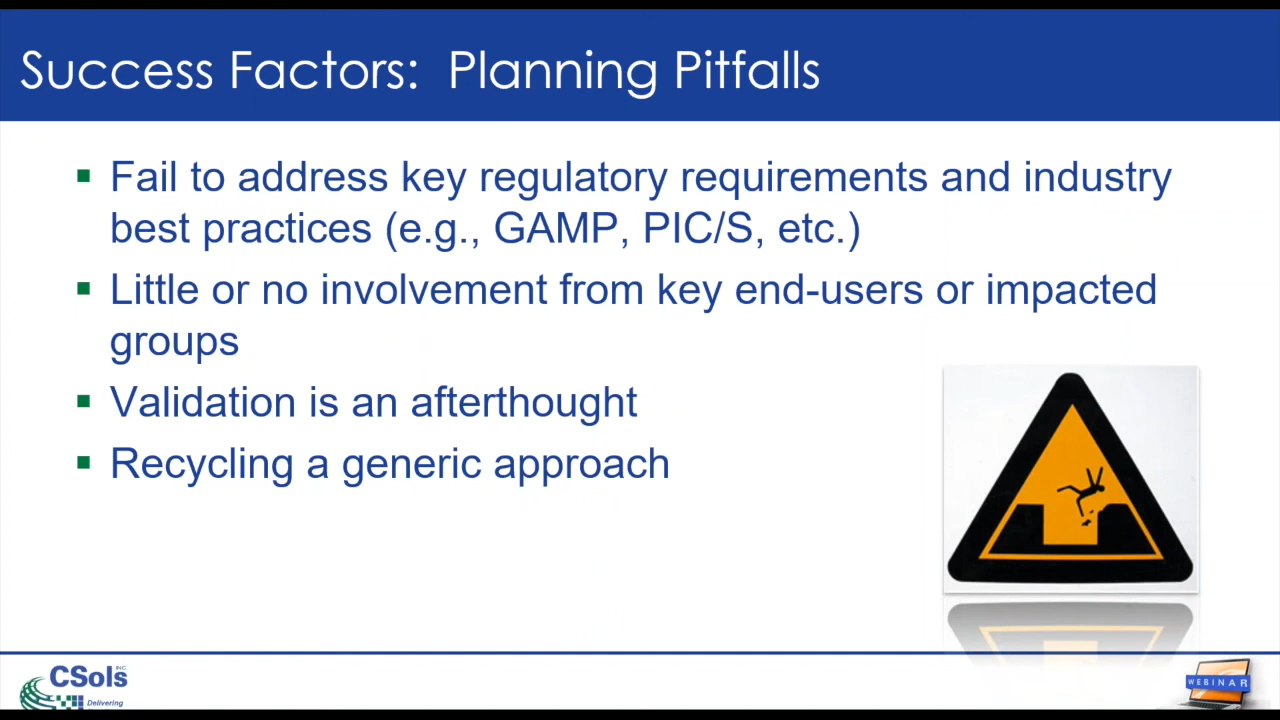 Success Factors: Planning Pitfalls
Fail to address key regulatory requirements and industry
best practices (e.g., GAMP, PIC/S, etc.)
Little or no involvement from key end-users or impacted
groups
Validation is an afterthought
Recycling a generic approach
CSols INC.
Delivering
WEBINAR